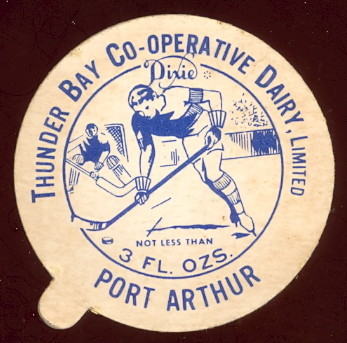 THUNDER BAY CO-OPERATIVE DAIRY, LIMITED
Dixie
NOT LESS THAN
3 FL. OZS.
PORT ARTHUR